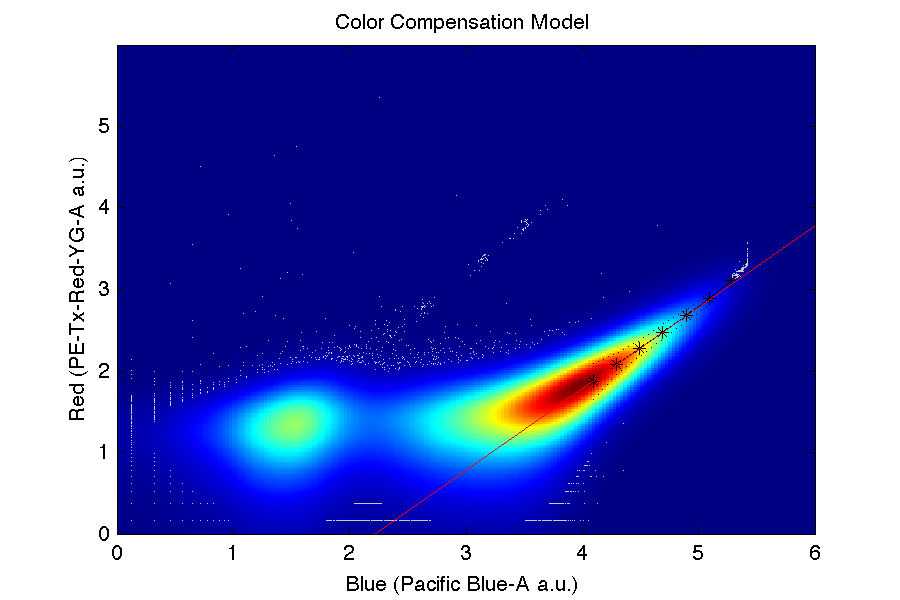 Color Compensation Model
5
4
3
2
1
0
Red (PE-Tx-Red-YG-A a.u.)
0 1 2 3 4 5 6
Blue (Pacific Blue-A a.u.)